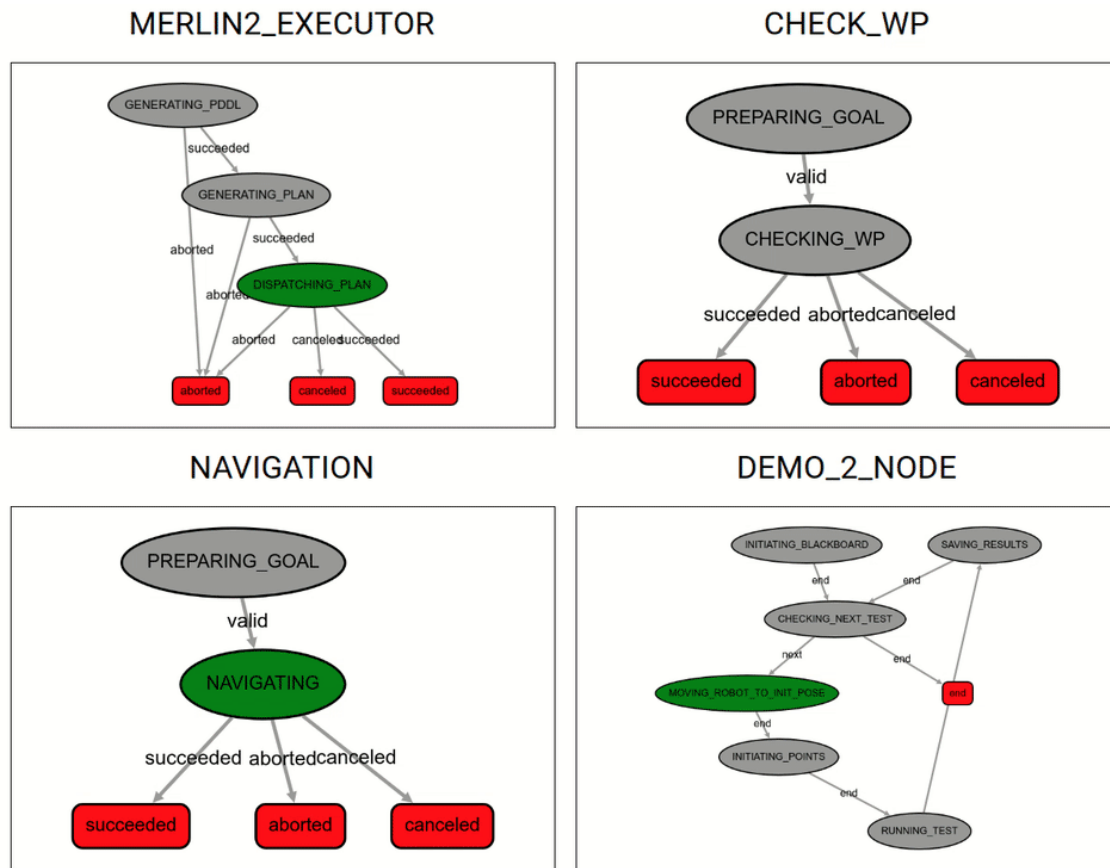 MERLIN2_EXECUTOR
GENERATING_PDDL
succeeded
GENERATING_PLAN
aborted
succeeded
DISPATCHING_PLAN
aborted
aborted
canceled
succeeded
aborted
canceled
succeeded
CHECK_WP
PREPARING_GOAL
valid
CHECKING_WP
succeeded
aborted
canceled
succeeded
aborted
canceled
NAVIGATION
PREPARING_GOAL
valid
NAVIGATING
succeeded
aborted
canceled
succeeded
aborted
canceled
DEMO_2_NODE
INITIATING_BLACKBOARD
SAVING_RESULTS
end
end
CHECKING_NEXT_TEST
next
end
MOVING_ROBOT_TO_INIT_POSE
end
end
INITIATING_POINTS
end
RUNNING_TEST